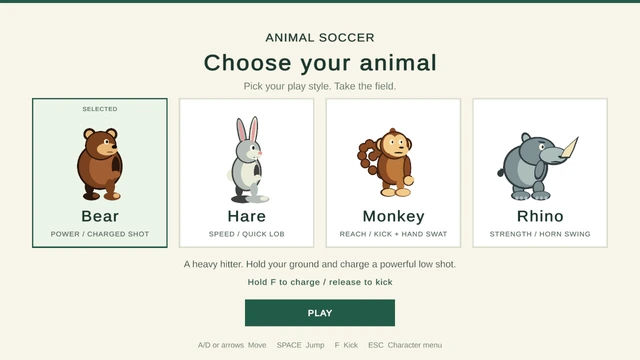 ANIMAL SOCCER
Choose your animal
Pick your play style. Take the field.
SELECTED
Bear
POWER / CHARGED SHOT
Hare
SPEED / QUICK LOB
Monkey
REACH / KICK + HAND SWAT
Rhino
STRENGTH / HORN SWING
A heavy hitter. Hold your ground and charge a powerful low shot.
Hold F to charge / release to kick
PLAY
A/D or arrows Move SPACE Jump F Kick ESC Character menu